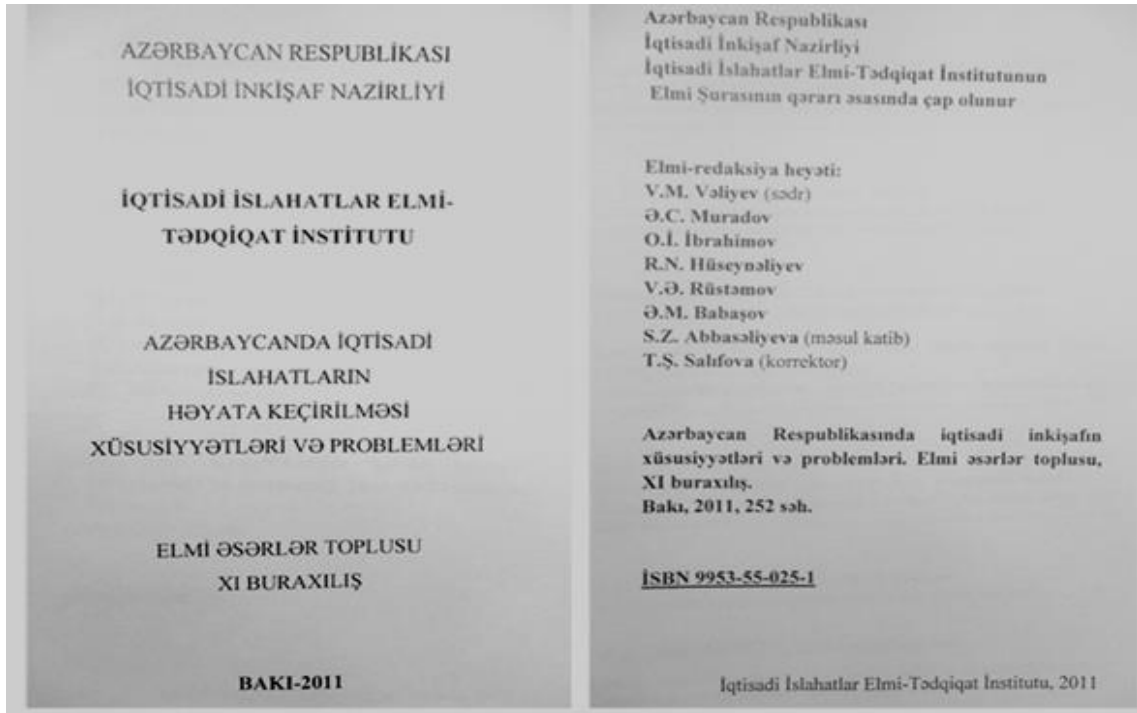 AZƏRBAYCAN RESPUBLİKASI
İQTİSADİ İNKİŞAF NAZİRLİYİ
İQTİSADİ İSLAHATLAR ELMİ-
TƏDQİQAT İNSTİTUTU
AZƏRBAYCANDA İQTİSADİ
İSLAHATLARIN
HƏYATA KEÇİRİLMƏSİ
XÜSUSİYYƏTLƏRİ VƏ PROBLEMLƏRİ
ELMİ ƏSƏRLƏR TOPLUSU
XI BURAXILIŞ
BAKI-2011
Azərbaycan Respublikası
İqtisadi İnkişaf Nazirliyi
İqtisadi İslahatlar Elmi-Tədqiqat İnstitutunun
Elmi Şurasının qərarı əsasında çap olunur
Elmi-redaksiya heyəti:
V.M. Vəliyev (sədr)
Ə.C. Muradov
O.İ. İbrahimov
R.N. Hüseynəliyev
V.Ə. Rüstəmov
Ə.M. Babaşov
S.Z. Abbasəliyeva (məsul katib)
T.Ş. Salıfova (korrektor)
Azərbaycan Respublikasında iqtisadi inkişafın
xüsusiyyətləri və problemləri. Elmi əsərlər toplusu,
XI buraxılış.
Bakı, 2011, 252 səh.
İSBN 9953-55-025-1
İqtisadi İslahatlar Elmi-Tədqiqat İnstitutu, 2011